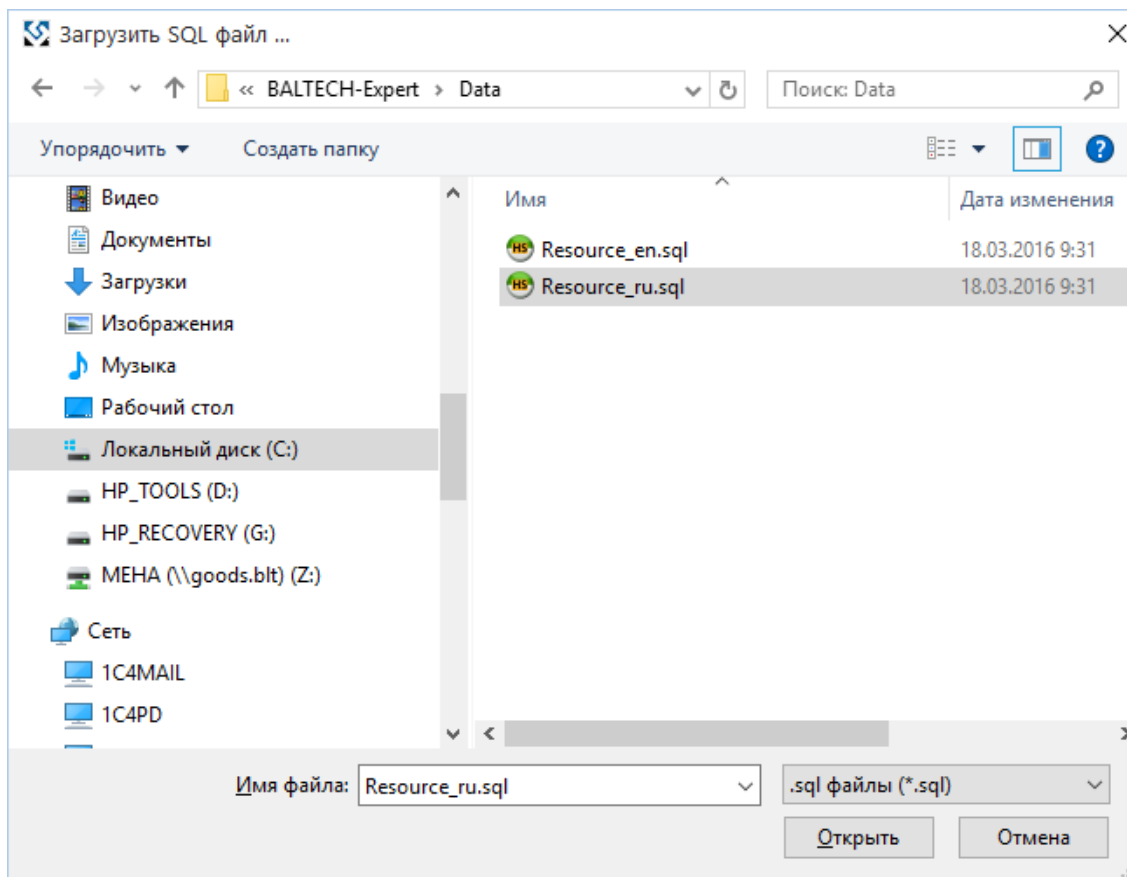 Загрузить SQL файл ...
« BALTECH-Expert > Data
Поиск: Data
Упорядочить
Создать папку
Видео
Документы
Загрузки
Изображения
Музыка
Рабочий стол
Локальный диск (C:)
HP_TOOLS (D:)
HP_RECOVERY (G:)
МЕНА (\\goods.blt) (Z:)
Сеть
1C4MAIL
1C4PD
Имя Дата изменения
Resource_en.sql 18.03.2016 9:31
Resource_ru.sql 18.03.2016 9:31
Имя файла: Resource_ru.sql .sql файлы (*.sql)
Открыть Отмена